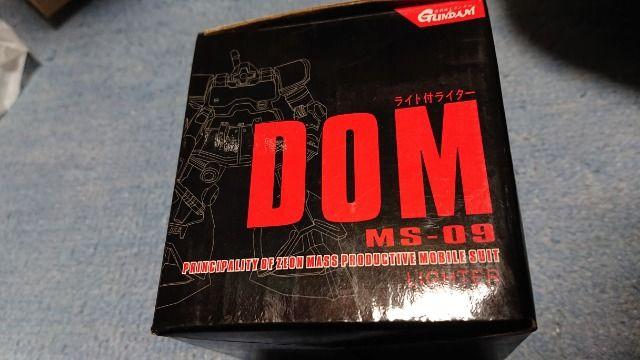 GUNDAM
ライト付ライター
DOM
MS-09
PRINCIPALITY OF ZEON MASS PRODUCTIVE MOBILE SUIT
LIGHTER